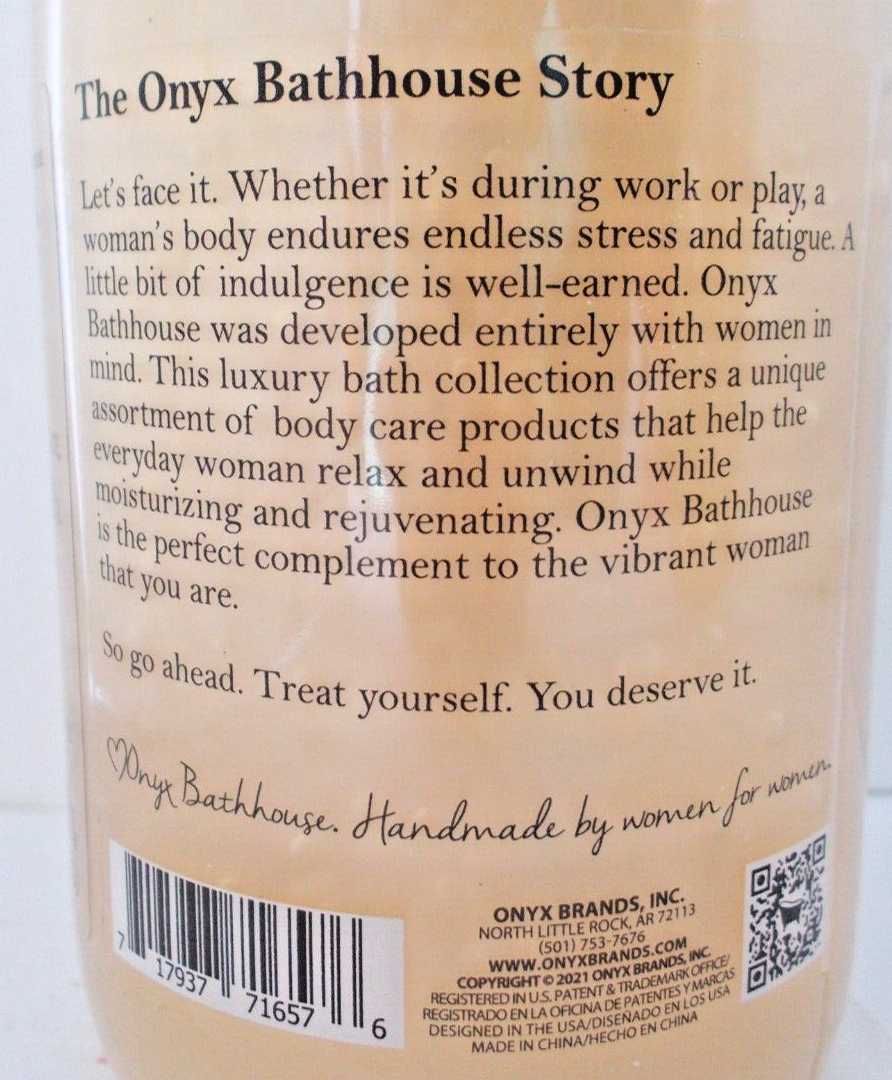 The Onyx Bathhouse Story
Let's face it. Whether it's during work or play, a
woman's body endures endless stress and fatigue. A
little bit of indulgence is well-earned. Onyx
Bathhouse was developed entirely with women in
mind. This luxury bath collection offers a unique
assortment of body care products that help the
everyday woman relax and unwind while
moisturizing and rejuvenating. Onyx Bathhouse
is the perfect complement to the vibrant woman
that you are.
So go ahead. Treat yourself. You deserve it.
♡Onyx Bathhouse. Handmade by women for women.
7 17937 71657 6
ONYX BRANDS, INC.
NORTH LITTLE ROCK, AR 72113
(501) 753-7676
WWW.ONYXBRANDS.COM
COPYRIGHT © 2021 ONYX BRANDS, INC.
REGISTERED IN U.S. PATENT & TRADEMARK OFFICE/
REGISTRADO EN LA OFICINA DE PATENTES Y MARCAS
DESIGNED IN THE USA/DISEÑADO EN LOS USA
MADE IN CHINA/HECHO EN CHINA